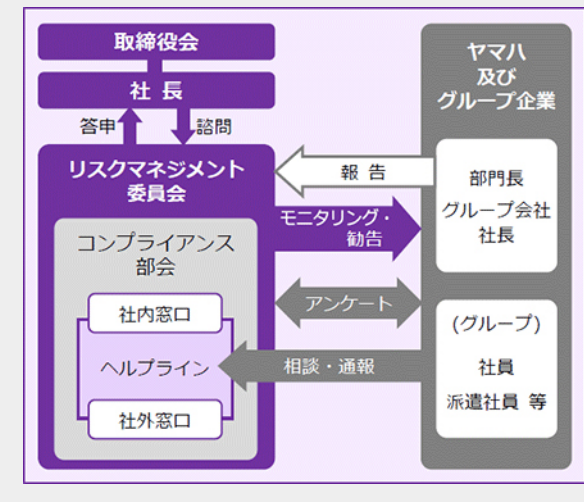 取締役会
社 長
答申
諮問
リスクマネジメント
委員会
コンプライアンス
部会
社内窓口
ヘルプライン
社外窓口
報 告
モニタリング・
勧告
アンケート
相談・通報
ヤマハ
及び
グループ企業
部門長
グループ会社
社長
(グループ)
社員
派遣社員 等